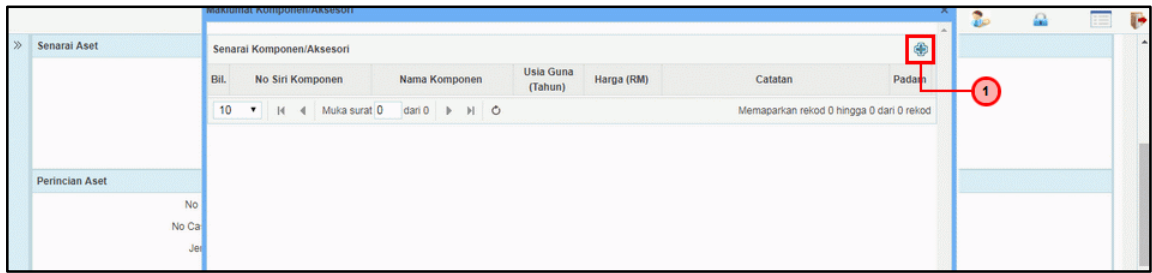 Maklumat Komponen/Aksesori x
» Senarai Aset
Senarai Komponen/Aksesori
Bil. No Siri Komponen Nama Komponen Usia Guna (Tahun) Harga (RM) Catatan Padam
1
10 Muka surat 0 dari 0 Memaparkan rekod 0 hingga 0 dari 0 rekod
Perincian Aset
No
No Ca
Je